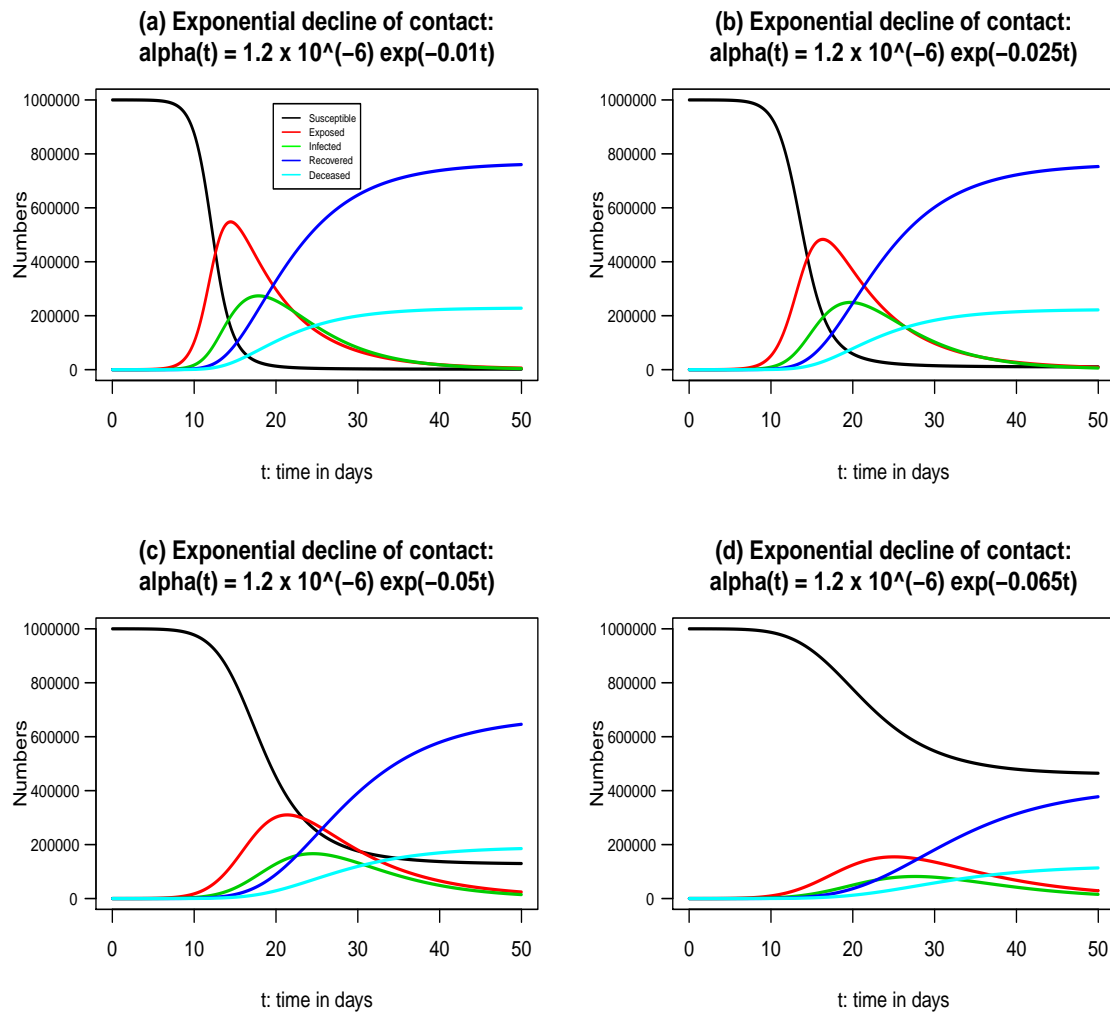 (a) Exponential decline of contact:
alpha(t) = 1.2 x 10^(−6) exp(−0.01t)
Numbers
1000000
800000
600000
400000
200000
0
Susceptible
Exposed
Infected
Recovered
Deceased
0 10 20 30 40 50
t: time in days
(b) Exponential decline of contact:
alpha(t) = 1.2 x 10^(−6) exp(−0.025t)
Numbers
1000000
800000
600000
400000
200000
0
0 10 20 30 40 50
t: time in days
(c) Exponential decline of contact:
alpha(t) = 1.2 x 10^(−6) exp(−0.05t)
Numbers
1000000
800000
600000
400000
200000
0
0 10 20 30 40 50
t: time in days
(d) Exponential decline of contact:
alpha(t) = 1.2 x 10^(−6) exp(−0.065t)
Numbers
1000000
800000
600000
400000
200000
0
0 10 20 30 40 50
t: time in days